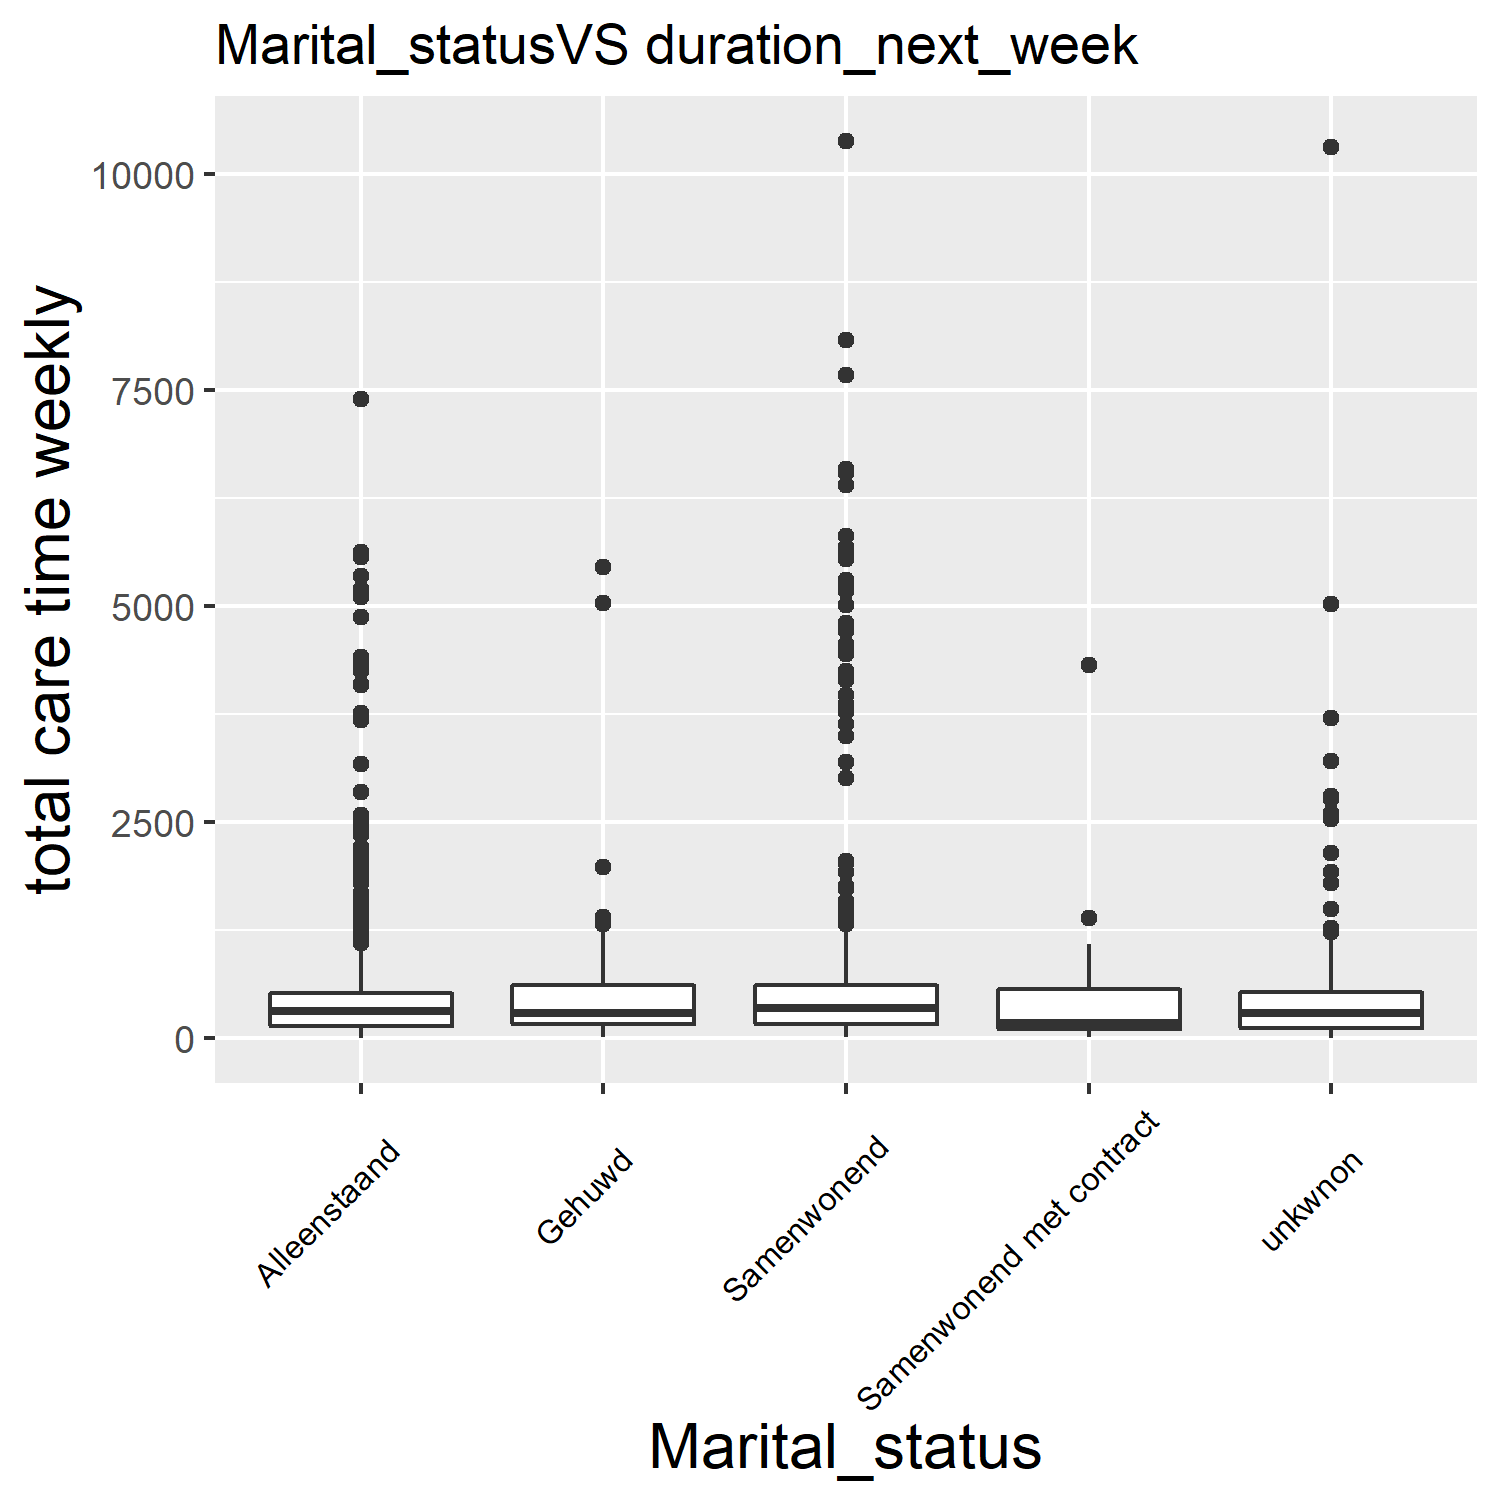 Marital_statusVS duration_next_week
total care time weekly
10000
7500
5000
2500
0
Alleenstaand
Gehuwd
Samenwonend
Samenwonend met contract
unkwnon
Marital_status